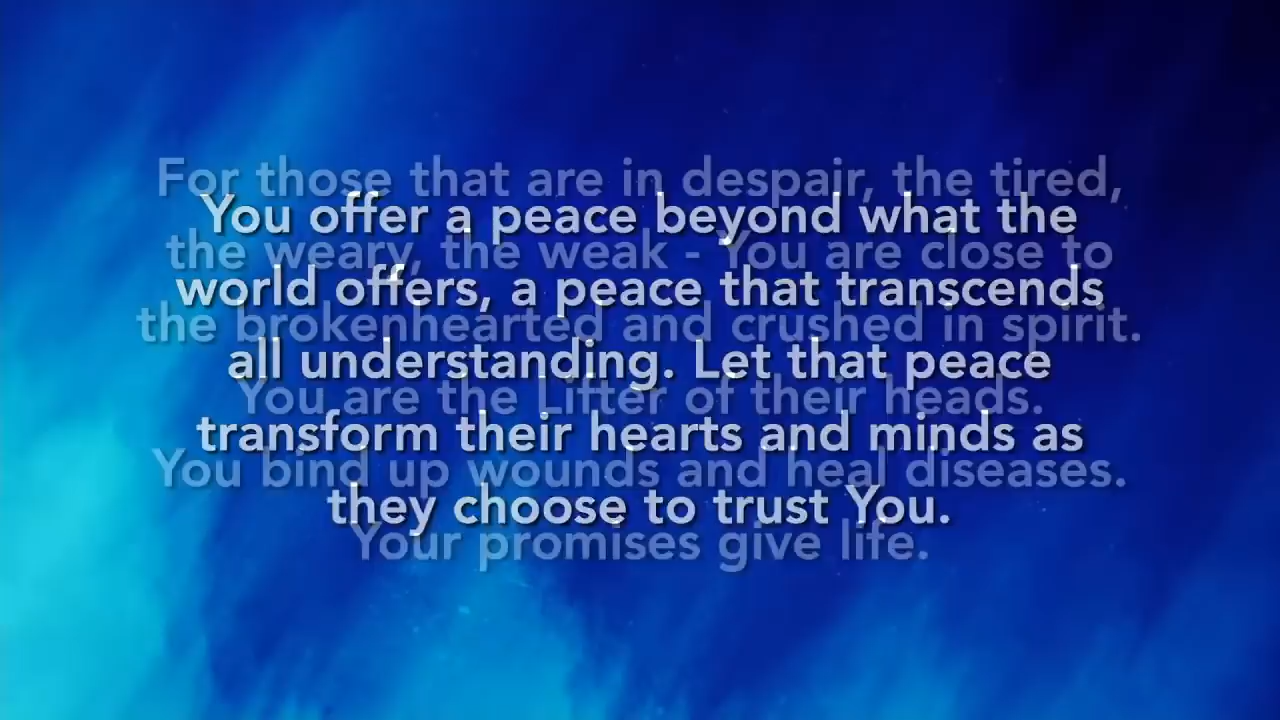 For those that are in despair, the tired,
You offer a peace beyond what the
the weary, the weak - You are close to
world offers, a peace that transcends
the brokenhearted and crushed in spirit.
all understanding. Let that peace
You are the Lifter of their heads.
transform their hearts and minds as
You bind up wounds and heal diseases.
they choose to trust You.
Your promises give life.